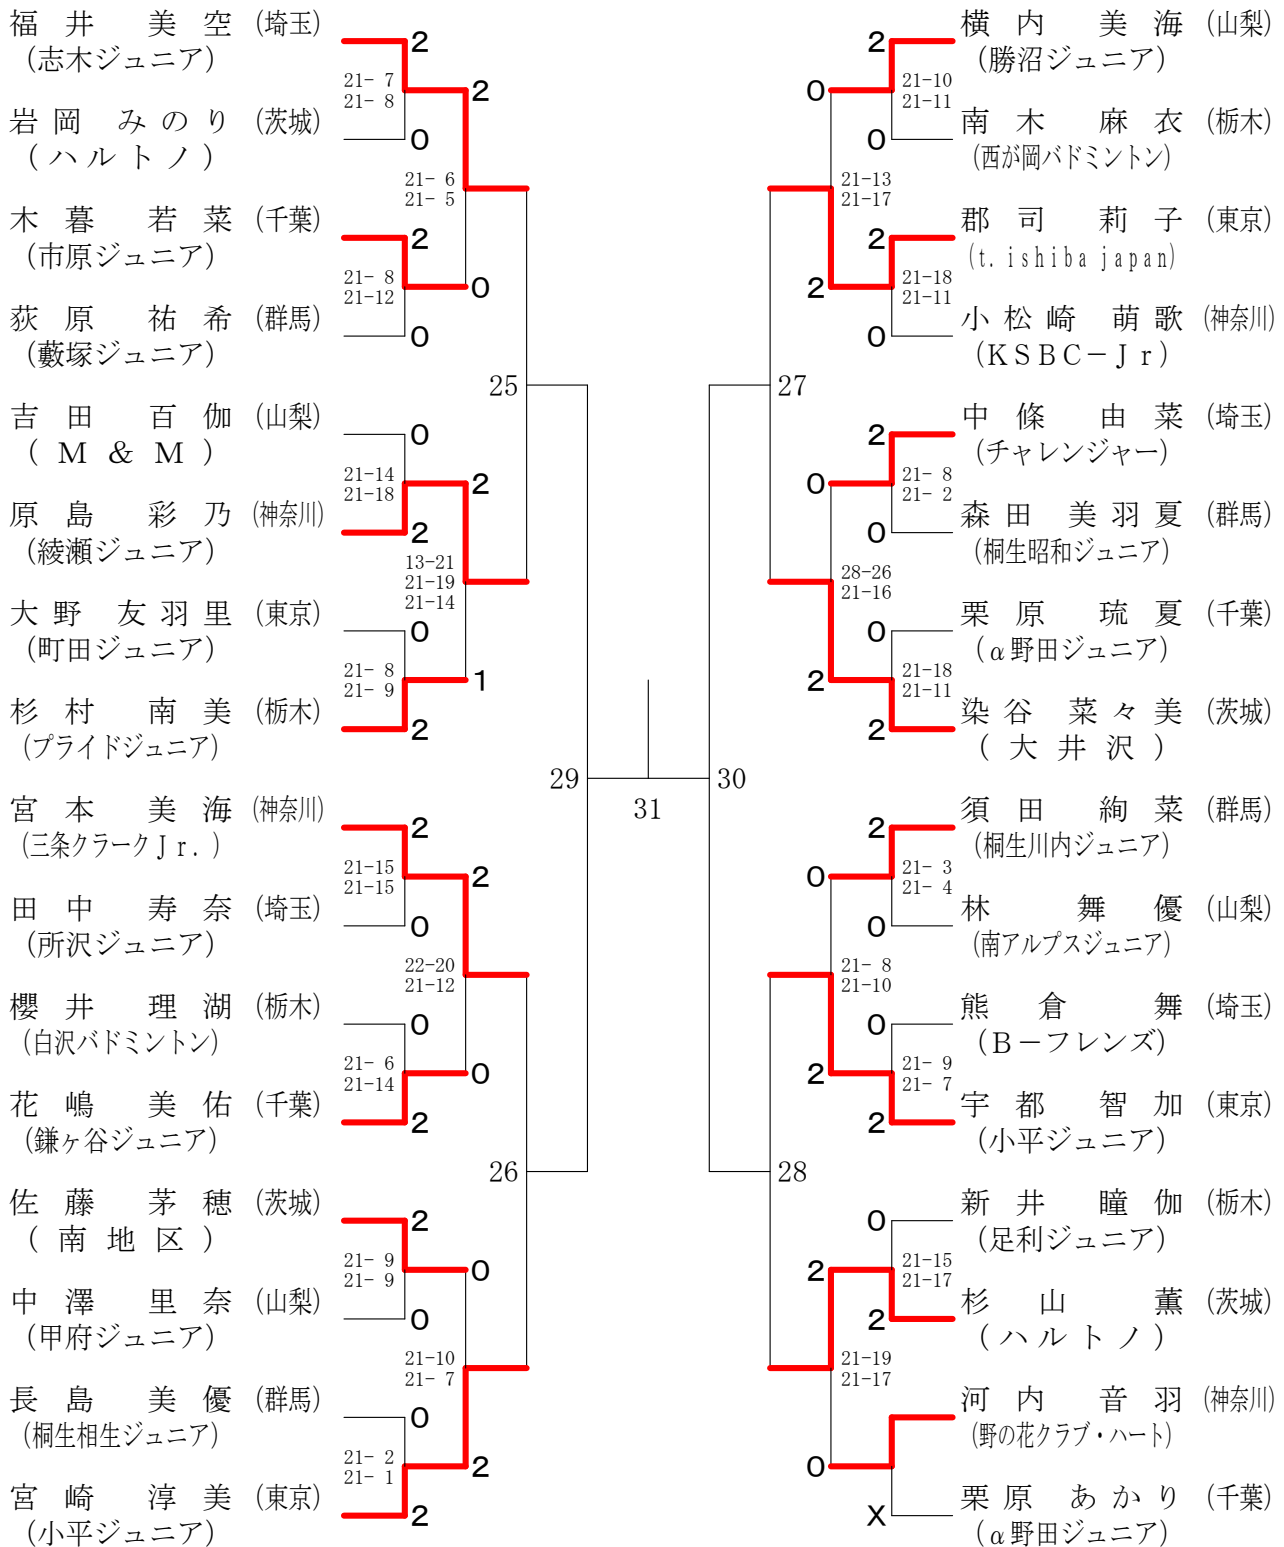 福井 美空 (埼玉)
(志木ジュニア)
2
21- 7
21- 8
2
岩岡 みのり (茨城)
(ハルトノ)
0
21- 6
21- 5
木暮 若菜 (千葉)
(市原ジュニア)
2
21- 8
21-12
0
荻原 祐希 (群馬)
(藪塚ジュニア)
0
25
吉田 百伽 (山梨)
(M&M)
0
21-14
21-18
2
原島 彩乃 (神奈川)
(綾瀬ジュニア)
2
13-21
21-19
21-14
大野 友羽里 (東京)
(町田ジュニア)
0
21- 8
21- 9
1
杉村 南美 (栃木)
(プライドジュニア)
2
29
宮本 美海 (神奈川)
(三条クラークJr.)
2
21-15
21-15
2
田中 寿奈 (埼玉)
(所沢ジュニア)
0
22-20
21-12
櫻井 理湖 (栃木)
(白沢バドミントン)
0
21- 6
21-14
0
花嶋 美佑 (千葉)
(鎌ヶ谷ジュニア)
2
26
佐藤 茅穂 (茨城)
(南地区)
2
21- 9
21- 9
0
中澤 里奈 (山梨)
(甲府ジュニア)
0
21-10
21- 7
長島 美優 (群馬)
(桐生相生ジュニア)
0
21- 2
21- 1
2
宮崎 淳美 (東京)
(小平ジュニア)
2
31
横内 美海 (山梨)
(勝沼ジュニア)
2
21-10
21-11
0
南木 麻衣 (栃木)
(西が岡バドミントン)
0
21-13
21-17
郡司 莉子 (東京)
(t.ishiba japan)
2
21-18
21-11
2
小松崎 萌歌 (神奈川)
(KSBC−Jr)
0
27
中條 由菜 (埼玉)
(チャレンジャー)
2
21- 8
21- 2
0
森田 美羽夏 (群馬)
(桐生昭和ジュニア)
0
28-26
21-16
栗原 琉夏 (千葉)
(α野田ジュニア)
0
21-18
21-11
2
染谷 菜々美 (茨城)
(大井沢)
2
30
須田 絢菜 (群馬)
(桐生川内ジュニア)
2
21- 3
21- 4
0
林 舞優 (山梨)
(南アルプスジュニア)
0
21- 8
21-10
熊倉 舞 (埼玉)
(B−フレンズ)
0
21- 9
21- 7
2
宇都 智加 (東京)
(小平ジュニア)
2
28
新井 瞳伽 (栃木)
(足利ジュニア)
0
21-15
21-17
2
杉山 薫 (茨城)
(ハルトノ)
2
21-19
21-17
河内 音羽 (神奈川)
(野の花クラブ・ハート)
0
栗原 あかり (千葉)
(α野田ジュニア)
X